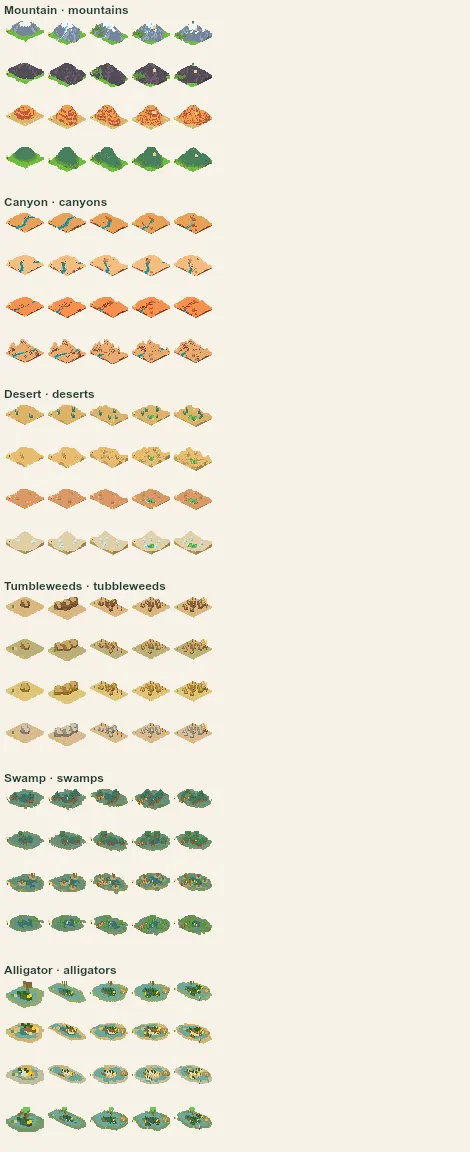 Mountain · mountains
Canyon · canyons
Desert · deserts
Tumbleweeds · tubbleweeds
Swamp · swamps
Alligator · alligators